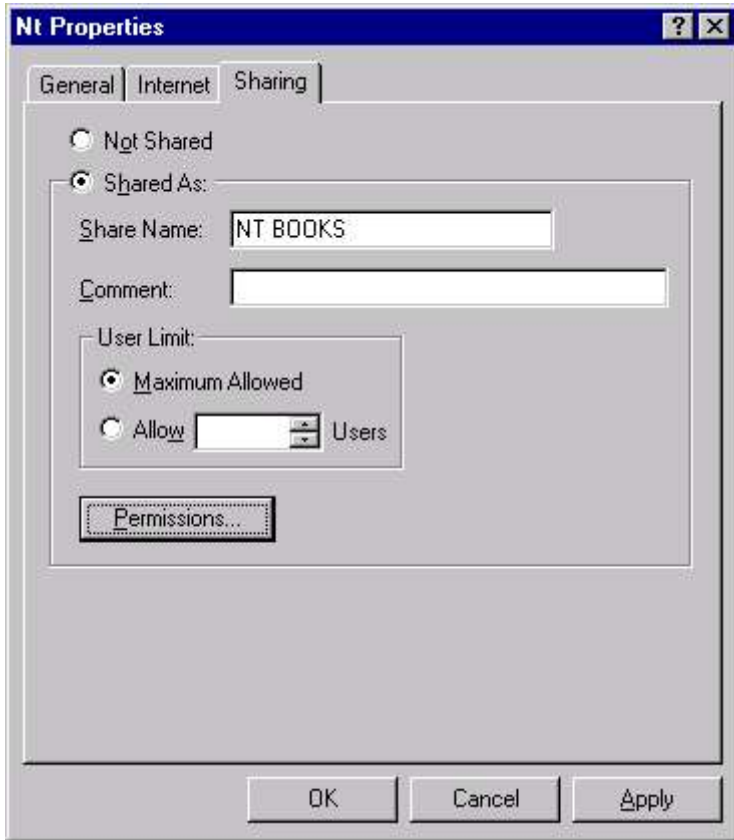 Nt Properties
General Internet Sharing
Not Shared
Shared As:
Share Name: NT BOOKS
Comment:
User Limit:
Maximum Allowed
Allow Users
Permissions...
OK Cancel Apply